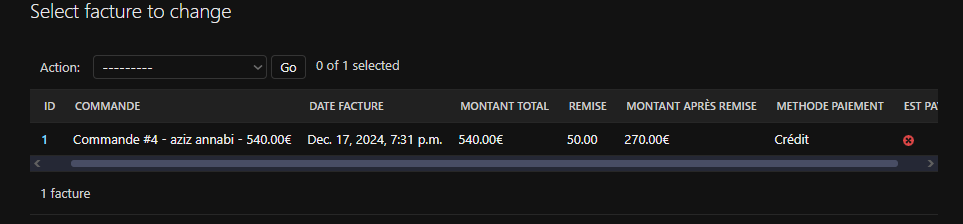 Select facture to change
Action: --------- Go 0 of 1 selected
ID COMMANDE DATE FACTURE MONTANT TOTAL REMISE MONTANT APRÈS REMISE METHODE PAIEMENT EST PA
1 Commande #4 - aziz annabi - 540.00€ Dec. 17, 2024, 7:31 p.m. 540.00€ 50.00 270.00€ Crédit
1 facture